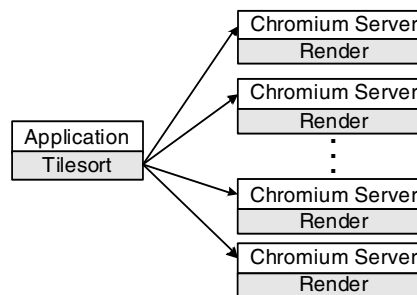 Application
Tilesort
Chromium Server
Render
Chromium Server
Render
Chromium Server
Render
Chromium Server
Render